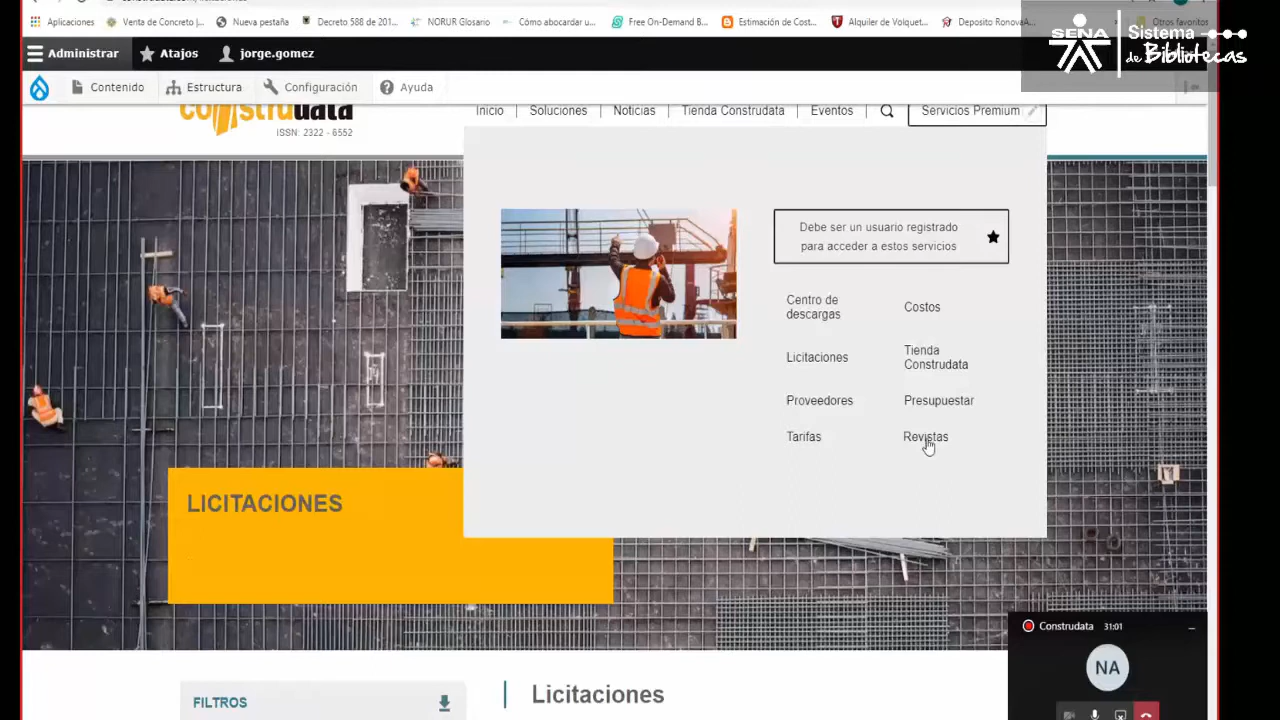 Aplicaciones
Venta de Concreto |...
Nueva pestaña
Decreto 588 de 201...
NORUR Glosario
Cómo abocardar u...
Free On-Demand B...
Estimación de Cost...
Alquiler de Volquet...
Deposito RonovaA...
Otros favoritos
Administrar
Atajos
jorge.gomez
SENA
Sistema
de Bibliotecas
Contenido
Estructura
Configuración
Ayuda
construdata
ISSN: 2322 - 6552
Inicio
Soluciones
Noticias
Tienda Construdata
Eventos
Servicios Premium
Debe ser un usuario registrado
para acceder a estos servicios
Centro de
descargas
Costos
Licitaciones
Tienda
Construdata
Proveedores
Presupuestar
Tarifas
Revistas
LICITACIONES
Construdata 31:01
NA
FILTROS
Licitaciones